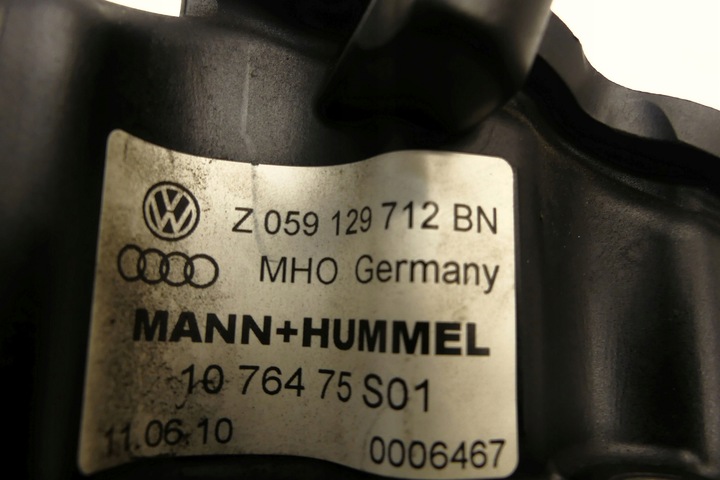 Z 059 129 712 BN
MHO Germany
MANN+HUMMEL
10 764 75 S01
11.06.10
0006467